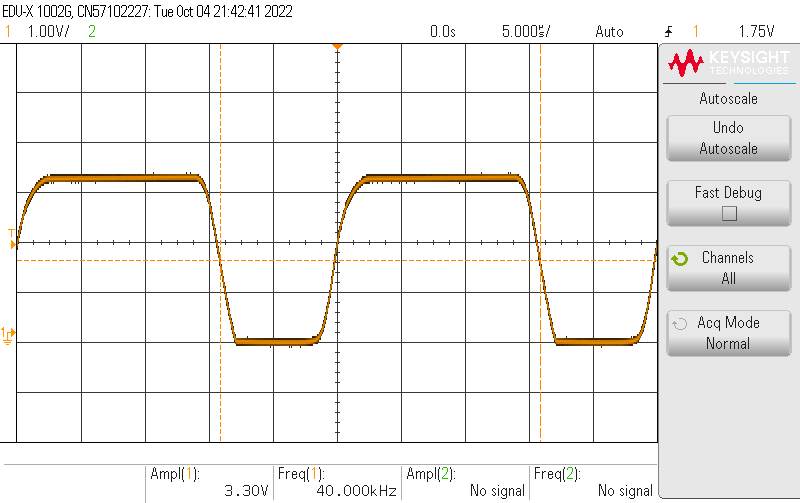 EDU-X 1002G, CN57102227: Tue Oct 04 21:42:41 2022
1 1.00V/ 2 0.0s 5.000us/ Auto 1 1.75V
KEYSIGHT
TECHNOLOGIES
Autoscale
Undo
Autoscale
Fast Debug
Channels
All
Acq Mode
Normal
T
1
Ampl(1): Freq(1): Ampl(2): Freq(2):
3.30V 40.000kHz No signal No signal